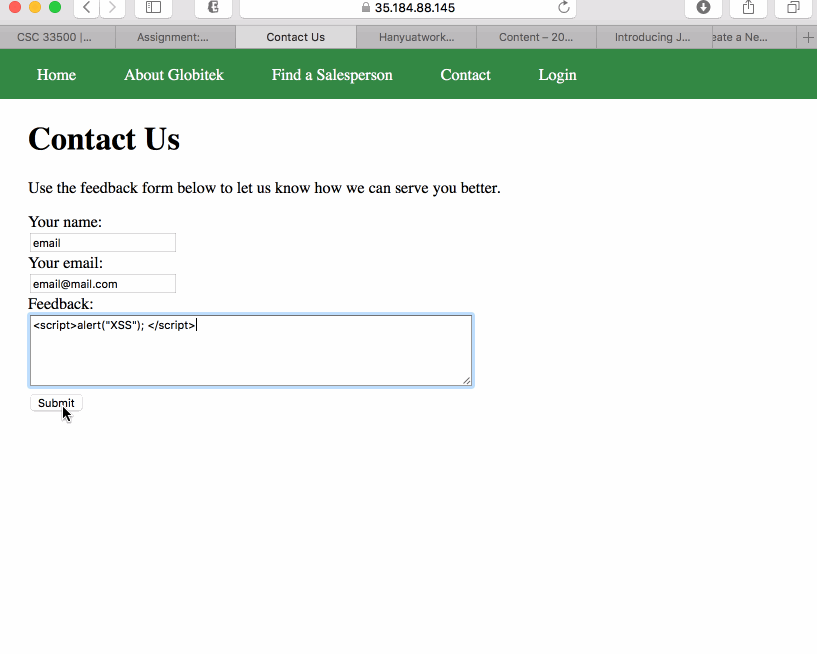 35.184.88.145
CSC 33500 |... Assignment:... Contact Us Hanyuatwork... Content – 20... Introducing J... eate a Ne...
Home About Globitek Find a Salesperson Contact Login
Contact Us
Use the feedback form below to let us know how we can serve you better.
Your name:
email
Your email:
email@mail.com
Feedback:
<script>alert("XSS"); </script>
Submit